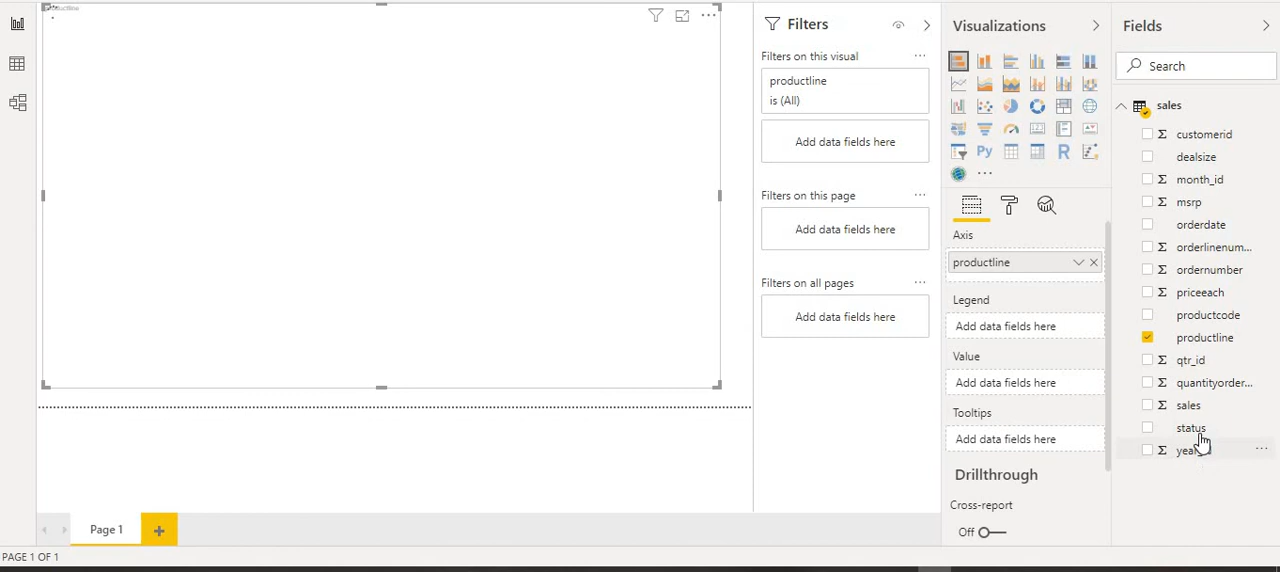 productline
Filters
Filters on this visual
productline
is (All)
Add data fields here
Filters on this page
Add data fields here
Filters on all pages
Add data fields here
Visualizations
Py
R
Axis
productline
Legend
Add data fields here
Value
Add data fields here
Tooltips
Add data fields here
Drillthrough
Cross-report
Off
Fields
Search
sales
customerid
dealsize
month_id
msrp
orderdate
orderlinenum...
ordernumber
priceeach
productcode
productline
qtr_id
quantityorder...
sales
status
Page 1
PAGE 1 OF 1